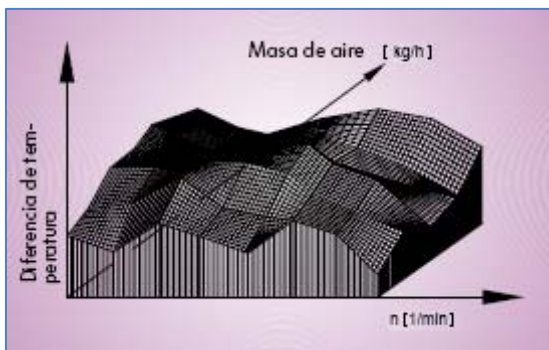 Masa de aire [ kg/h]
Diferencia de tem-
peratura
n [1/min]